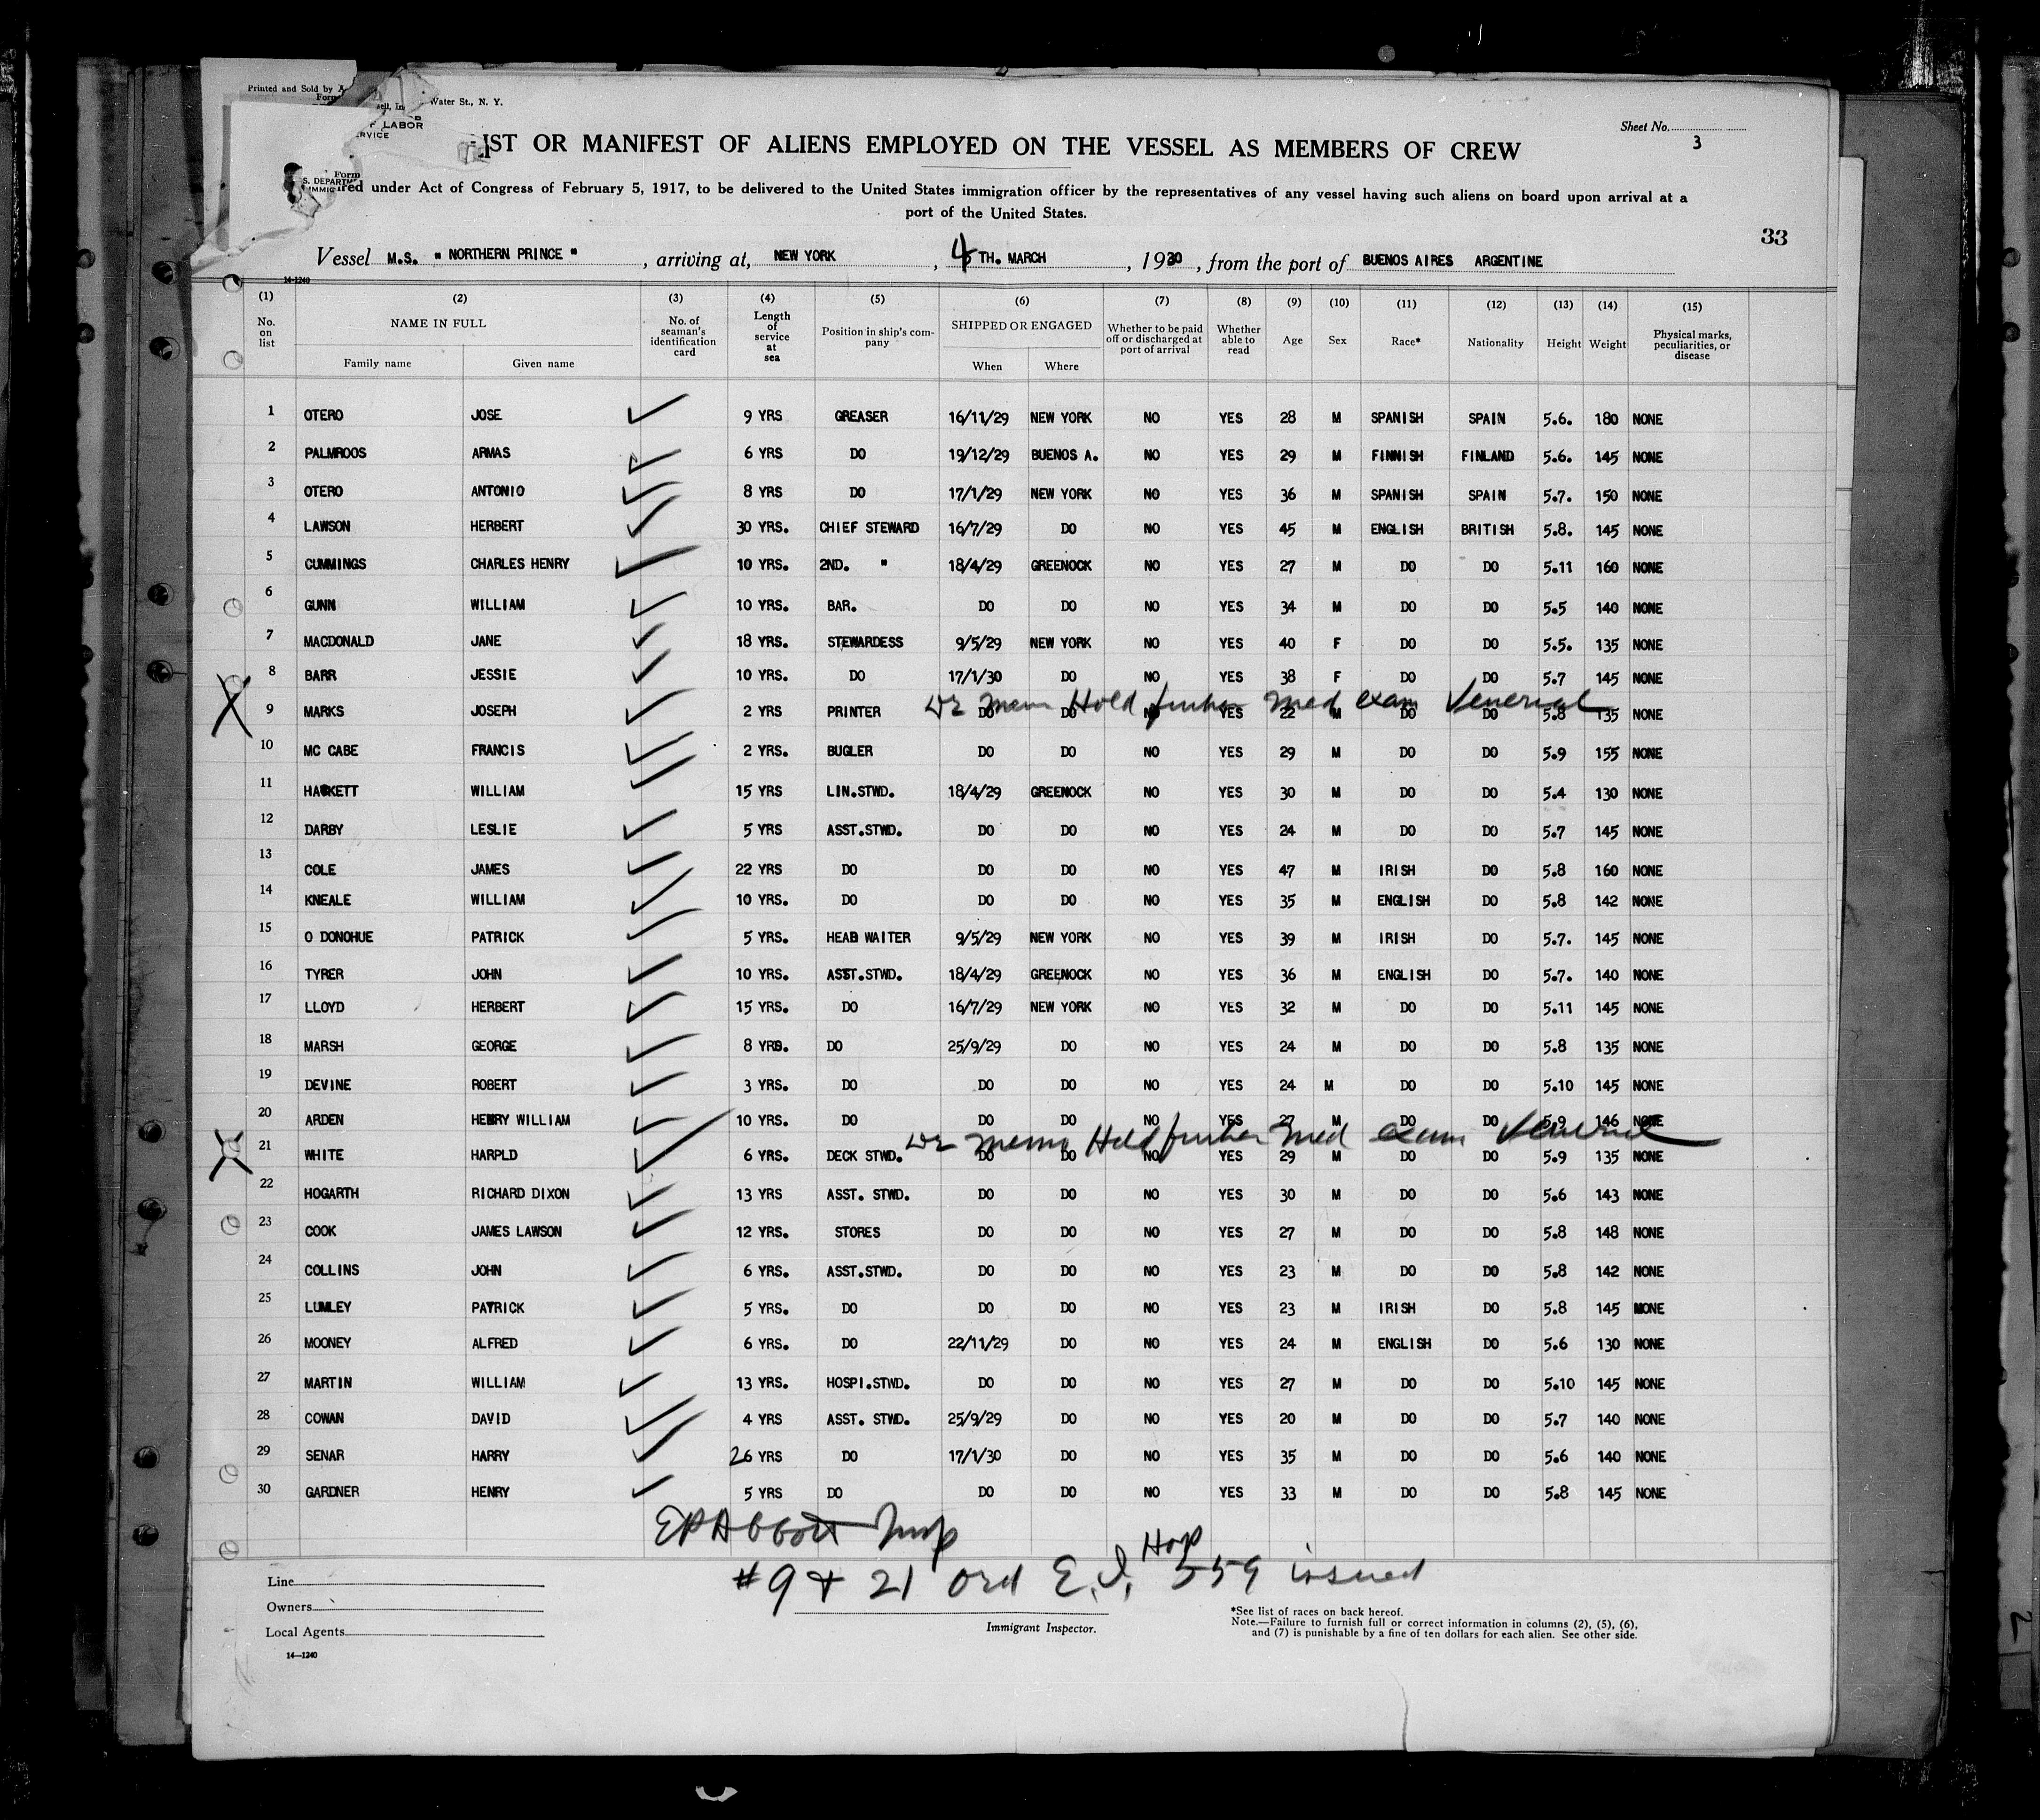 Printed and Sold by A
Form ell, In Water St., N. Y.
F LABOR
ERVICE
Sheet No. 3
IST OR MANIFEST OF ALIENS EMPLOYED ON THE VESSEL AS MEMBERS OF CREW
Form
S. DEPARTM
IMMIG
ired under Act of Congress of February 5, 1917, to be delivered to the United States immigration officer by the representatives of any vessel having such aliens on board upon arrival at a
port of the United States.
33
Vessel M.S. " NORTHERN PRINCE " , arriving at, NEW YORK , 4 TH. MARCH , 1930 , from the port of BUENOS AIRES ARGENTINE
14-1240
(1) (2) (3) (4) (5) (6) (7) (8) (9) (10) (11) (12) (13) (14) (15)
No. on list NAME IN FULL Family name Given name No. of seaman's identification card Length of service at sea Position in ship's com-pany SHIPPED OR ENGAGED When Where Whether to be paid off or discharged at port of arrival Whether able to read Age Sex Race* Nationality Height Weight Physical marks, peculiarities, or disease
1 OTERO JOSE 9 YRS GREASER 16/11/29 NEW YORK NO YES 28 M SPANISH SPAIN 5.6. 180 NONE
2 PALMROOS ARMAS 6 YRS DO 19/12/29 BUENOS A. NO YES 29 M FINNISH FINLAND 5.6. 145 NONE
3 OTERO ANTONIO 8 YRS DO 17/1/29 NEW YORK NO YES 36 M SPANISH SPAIN 5.7. 150 NONE
4 LAWSON HERBERT 30 YRS. CHIEF STEWARD 16/7/29 DO NO YES 45 M ENGLISH BRITISH 5.8. 145 NONE
5 CUMMINGS CHARLES HENRY 10 YRS. 2ND. " 18/4/29 GREENOCK NO YES 27 M DO DO 5.11 160 NONE
6 GUNN WILLIAM 10 YRS. BAR. DO DO NO YES 34 M DO DO 5.5 140 NONE
7 MACDONALD JANE 18 YRS. STEWARDESS 9/5/29 NEW YORK NO YES 40 F DO DO 5.5. 135 NONE
8 BARR JESSIE 10 YRS. DO 17/1/30 DO NO YES 38 F DO DO 5.7 145 NONE
Dr Memo Hold further Med exam Venereal
9 MARKS JOSEPH 2 YRS PRINTER DO DO NO YES 22 M DO DO 5.8 135 NONE
10 MC CABE FRANCIS 2 YRS. BUGLER DO DO NO YES 29 M DO DO 5.9 155 NONE
11 HACKETT WILLIAM 15 YRS LIN.STWD. 18/4/29 GREENOCK NO YES 30 M DO DO 5.4 130 NONE
12 DARBY LESLIE 5 YRS ASST.STWD. DO DO NO YES 24 M DO DO 5.7 145 NONE
13 COLE JAMES 22 YRS DO DO DO NO YES 47 M IRISH DO 5.8 160 NONE
14 KNEALE WILLIAM 10 YRS. DO DO DO NO YES 35 M ENGLISH DO 5.8 142 NONE
15 O DONOHUE PATRICK 5 YRS. HEAD WAITER 9/5/29 NEW YORK NO YES 39 M IRISH DO 5.7. 145 NONE
16 TYRER JOHN 10 YRS. ASST.STWD. 18/4/29 GREENOCK NO YES 36 M ENGLISH DO 5.7. 140 NONE
17 LLOYD HERBERT 15 YRS. DO 16/7/29 NEW YORK NO YES 32 M DO DO 5.11 145 NONE
18 MARSH GEORGE 8 YRS. DO 25/9/29 DO NO YES 24 M DO DO 5.8 135 NONE
19 DEVINE ROBERT 3 YRS. DO DO DO NO YES 24 M DO DO 5.10 145 NONE
20 ARDEN HENRY WILLIAM 10 YRS. DO DO DO NO YES 27 M DO DO 5.9 146 NONE
Dr Memo Hold further Med exam Venereal
21 WHITE HARPLD 6 YRS. DECK STWD. DO DO NO YES 29 M DO DO 5.9 135 NONE
22 HOGARTH RICHARD DIXON 13 YRS ASST. STWD. DO DO NO YES 30 M DO DO 5.6 143 NONE
23 COOK JAMES LAWSON 12 YRS. STORES DO DO NO YES 27 M DO DO 5.8 148 NONE
24 COLLINS JOHN 6 YRS. ASST.STWD. DO DO NO YES 23 M DO DO 5.8 142 NONE
25 LUMLEY PATRICK 5 YRS. DO DO DO NO YES 23 M IRISH DO 5.8 145 NONE
26 MOONEY ALFRED 6 YRS. DO 22/11/29 DO NO YES 24 M ENGLISH DO 5.6 130 NONE
27 MARTIN WILLIAM 13 YRS. HOSPI.STWD. DO DO NO YES 27 M DO DO 5.10 145 NONE
28 COWAN DAVID 4 YRS ASST. STWD. 25/9/29 DO NO YES 20 M DO DO 5.7 140 NONE
29 SENAR HARRY 26 YRS DO 17/1/30 DO NO YES 35 M DO DO 5.6 140 NONE
30 GARDNER HENRY 5 YRS DO DO DO NO YES 33 M DO DO 5.8 145 NONE
EPAbbott Insp
#9 + 21 ord E.I. Hosp 559 issued
Line
Owners
Local Agents
Immigrant Inspector.
*See list of races on back hereof.
Note.—Failure to furnish full or correct information in columns (2), (5), (6),
and (7) is punishable by a fine of ten dollars for each alien. See other side.
14—1240